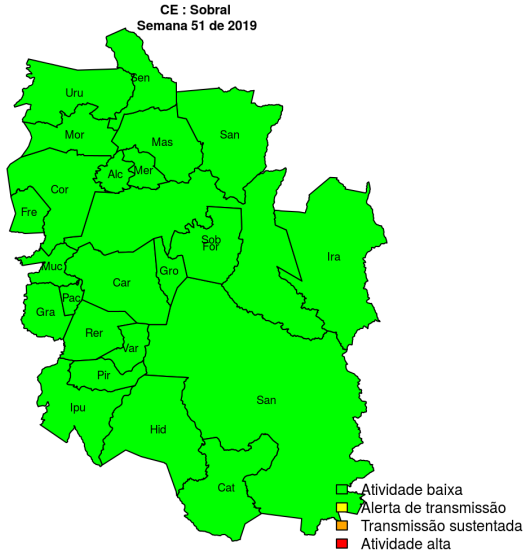 CE : Sobral
Semana 51 de 2019
Sen
Uru
Mor
Mas
San
Alc
Mer
Cor
Fre
Sob
For
Ira
Muc
Gro
Car
Pac
Gra
Rer
Var
Pir
San
Ipu
Hid
Cat
Atividade baixa
Alerta de transmissão
Transmissão sustentada
Atividade alta